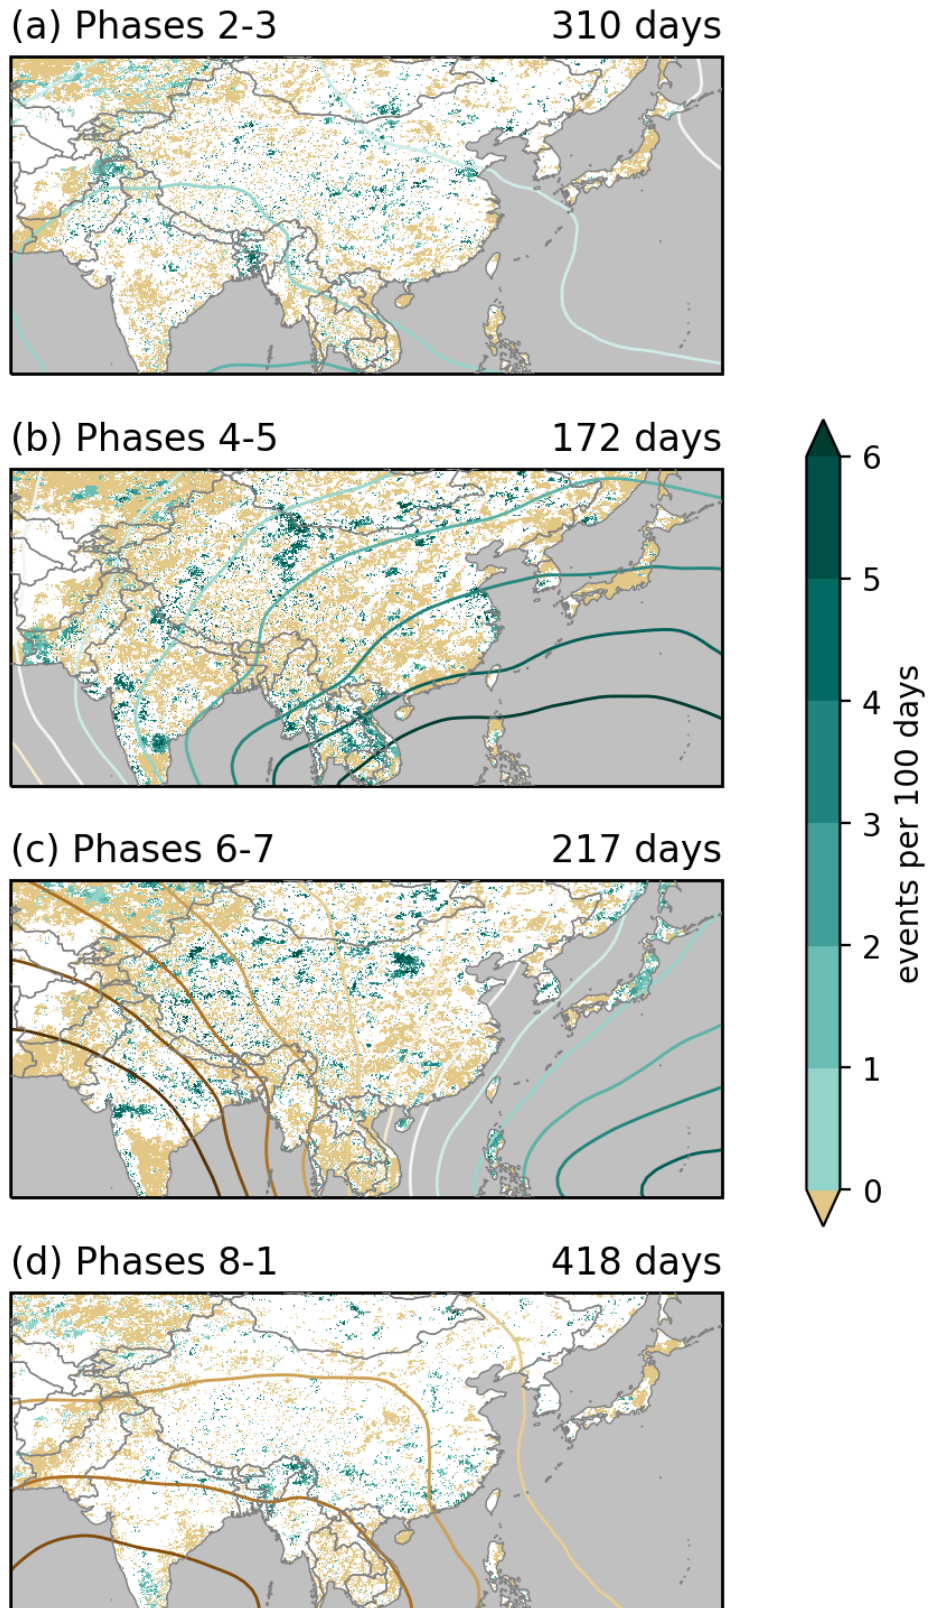 (a) Phases 2-3 310 days
(b) Phases 4-5 172 days
6
5
4
3
2
1
0
events per 100 days
(c) Phases 6-7 217 days
(d) Phases 8-1 418 days